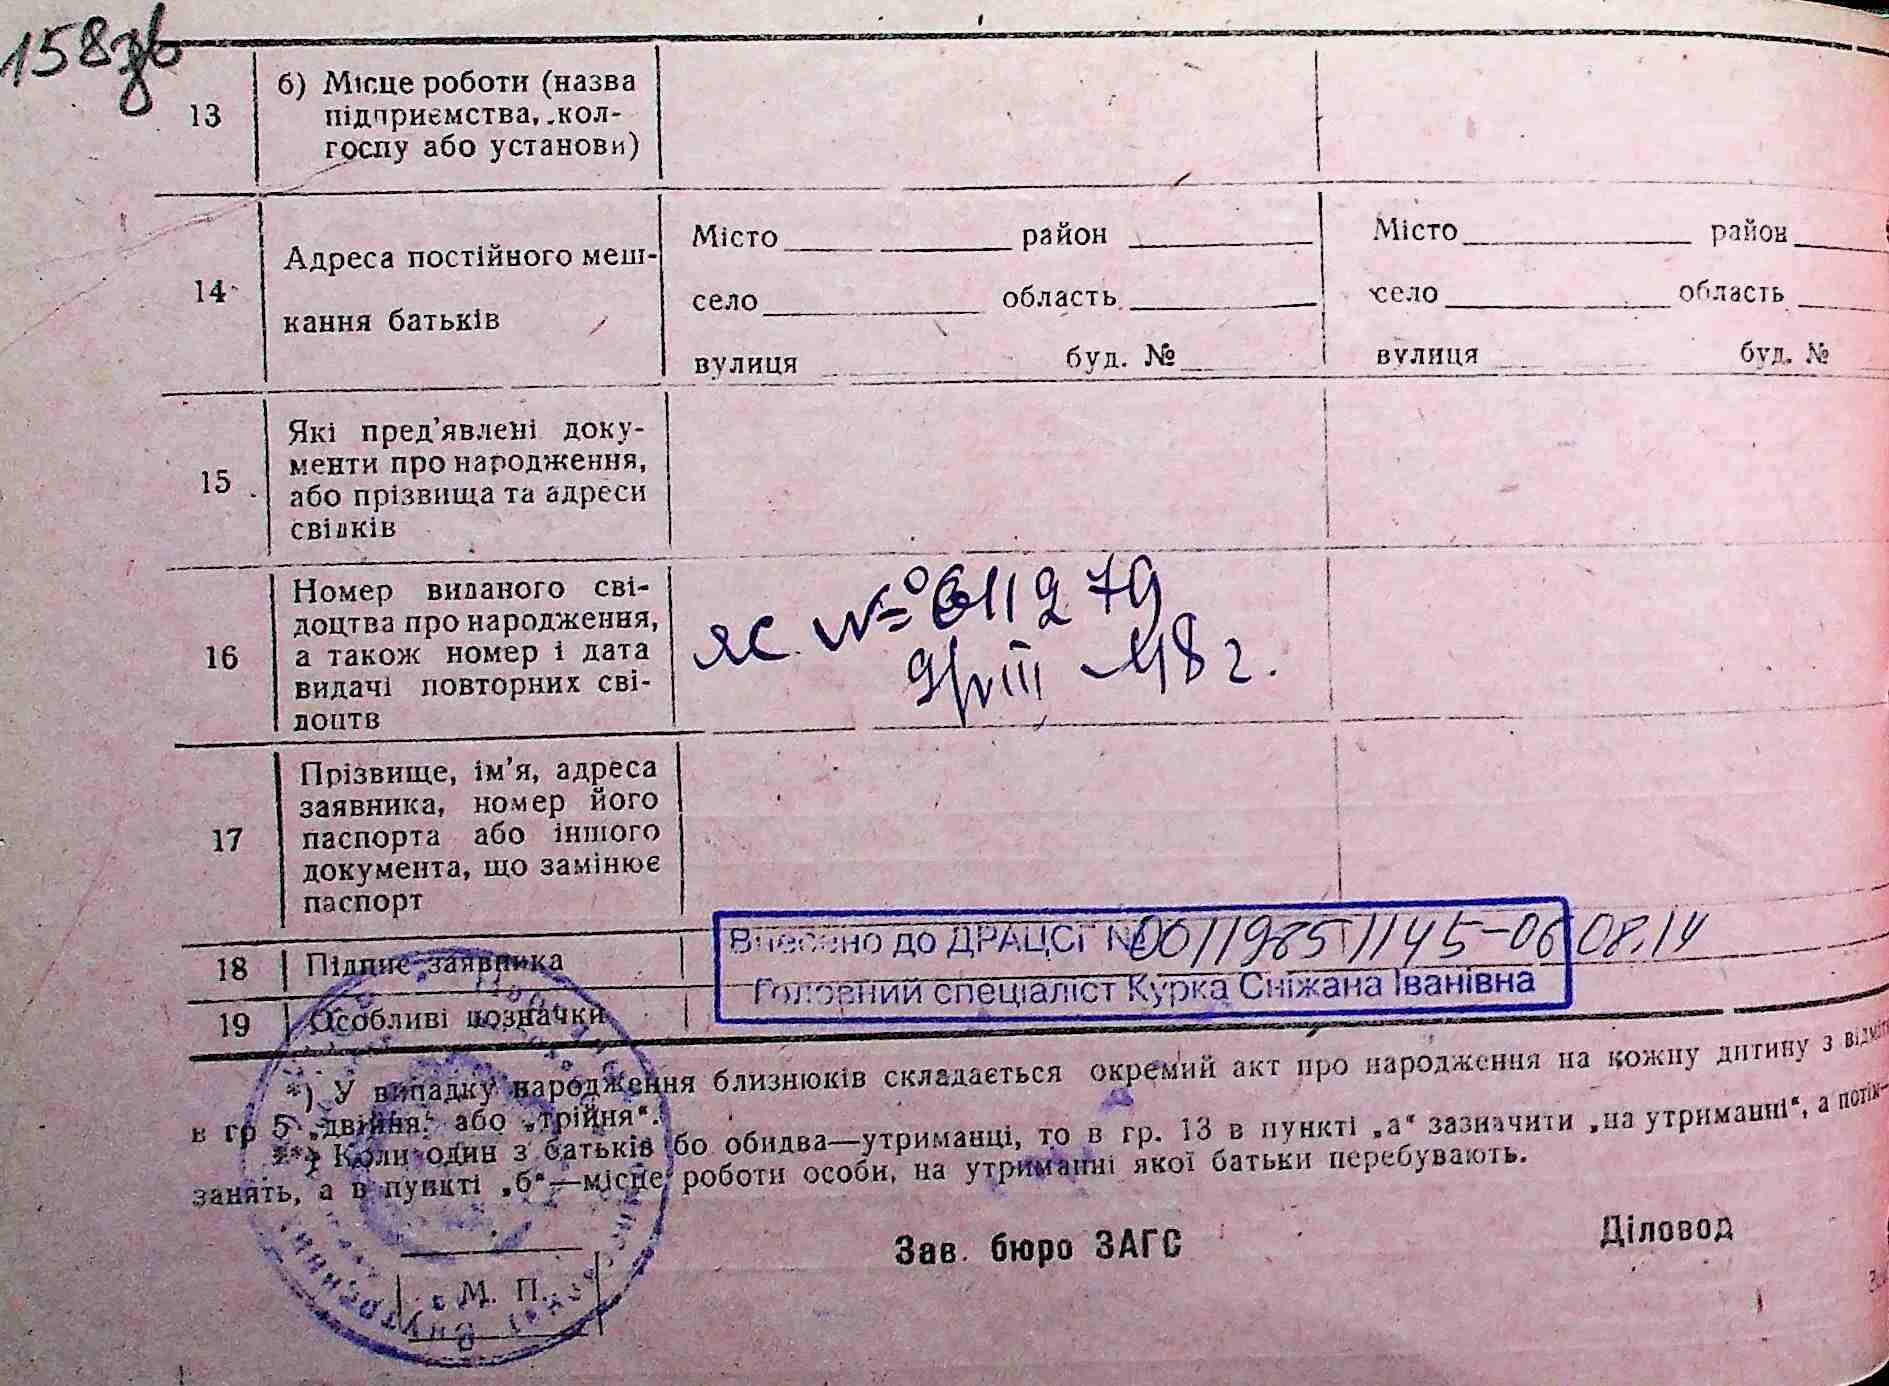 158зв
13
б) Місце роботи (назва
підприємства, кол-
госпу або установи)
14
Адреса постійного меш-
кання батьків
Місто район
село область
вулиця буд. №
Місто район
село область
вулиця буд. №
15
Які пред'явлені доку-
менти про народження,
або прізвища та адреси
свідків
16
Номер виданого сві-
доцтва про народження,
а також номер і дата
видачі повторних сві-
доцтв
ЯС № 611279
9/VIII 48 г.
17
Прізвище, ім'я, адреса
заявника, номер його
паспорта або іншого
документа, що замінює
паспорт
18
Підпис заявника
19
Особливі позначки
Внесено до ДРАЦСГ № 00119851145-06.08.14
Головний спеціаліст Курка Сніжана Іванівна
*) У випадку народження близнюків складається окремий акт про народження на кожну дитину з
в гр 5 „двійня“ або „трійня“.
**) Коли один з батьків бо обидва—утриманці, то в гр. 13 в пункті „а“ зазначити „на утриманні“, а
занять, а в пункті „б“—місце роботи особи, на утриманні якої батьки перебувають.
Зав. бюро ЗАГС
Діловод
М. П.